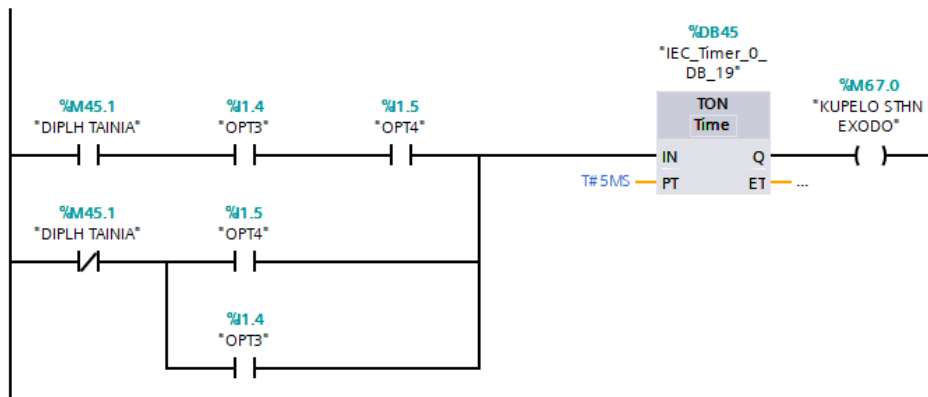 %DB45
"IEC_Timer_0_
DB_19"
%M45.1
"DIPLH TAINIA"
%I1.4
"OPT3"
%I1.5
"OPT4"
TON
Time
%M67.0
"KUPELO STHN
EXODO"
IN
Q
T#5MS
PT
ET
...
%M45.1
"DIPLH TAINIA"
%I1.5
"OPT4"
%I1.4
"OPT3"